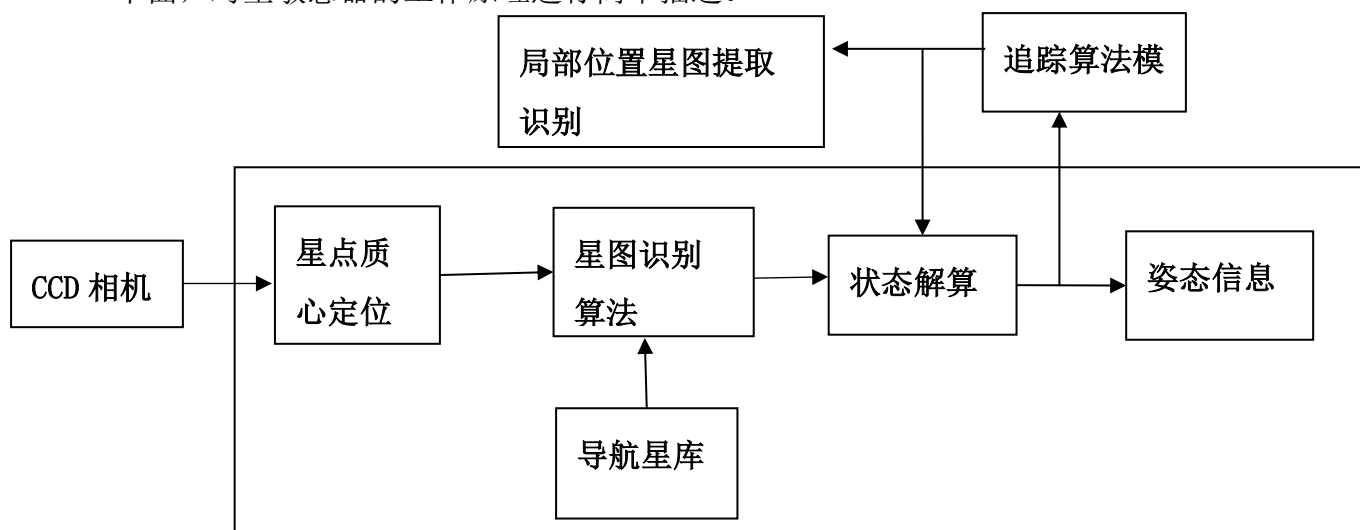 局部位置星图提取
识别
追踪算法模
CCD 相机
星点质
心定位
星图识别
算法
状态解算
姿态信息
导航星库